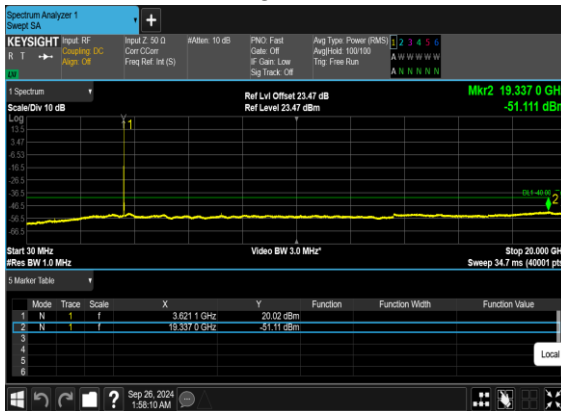 Spectrum Analyzer 1
Swept SA
+
KEYSIGHT Input: RF Input Z: 50 Ω #Atten: 10 dB PNO: Fast Avg Type: Power (RMS) 1 2 3 4 5 6
R T Coupling: DC Corr CCorr Gate: Off Avg|Hold: 100/100 A W W W W W
Align: Off Freq Ref: Int (S) IF Gain: Low Trig: Free Run
Sig Track: Off A N N N N N
1 Spectrum Ref Lvl Offset 23.47 dB Mkr2 19.337 0 GH
Scale/Div 10 dB Ref Level 23.47 dBm -51.111 dBr
Log
1
13.5
3.47
-6.53
-16.5
-26.5
-36.5 DL1 -40.00
2
-46.5
-56.5
-66.5
Start 30 MHz Video BW 3.0 MHz* Stop 20.000 GH
#Res BW 1.0 MHz Sweep 34.7 ms (40001 pts
5 Marker Table
Mode Trace Scale X Y Function Function Width Function Value
1 N 1 f 3.621 1 GHz 20.02 dBm
2 N 1 f 19.337 0 GHz -51.11 dBm
3
4
5
6
Local
? Sep 26, 2024
1:58:10 AM